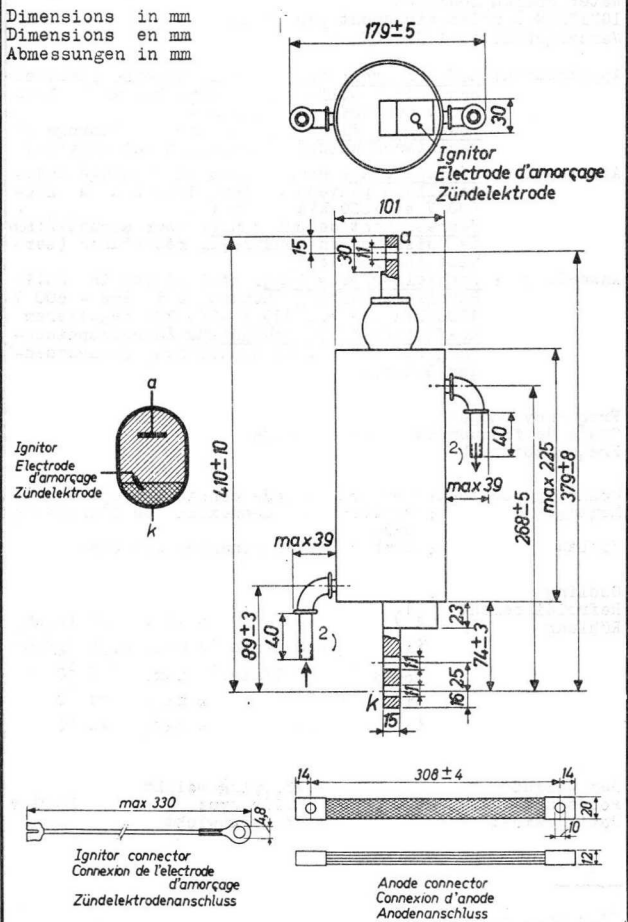 Dimensions in mm
Dimensions en mm
Abmessungen in mm
179±5
30
Ignitor
Electrode d'amorçage
Zündelektrode
101
15
30
11
a
a
Ignitor
Electrode
d'amorçage
Zündelektrode
k
410±10
40
2)
max 39
268±5
max 225
379±8
max 39
89±3
40
2)
23
74±3
11
25
11
16
k
15
max 330
4,8
Ignitor connector
Connexion de l'electrode
d'amorçage
Zündelektrodenanschluss
14
308±4
14
20
10
12
Anode connector
Connexion d'anode
Anodenanschluss